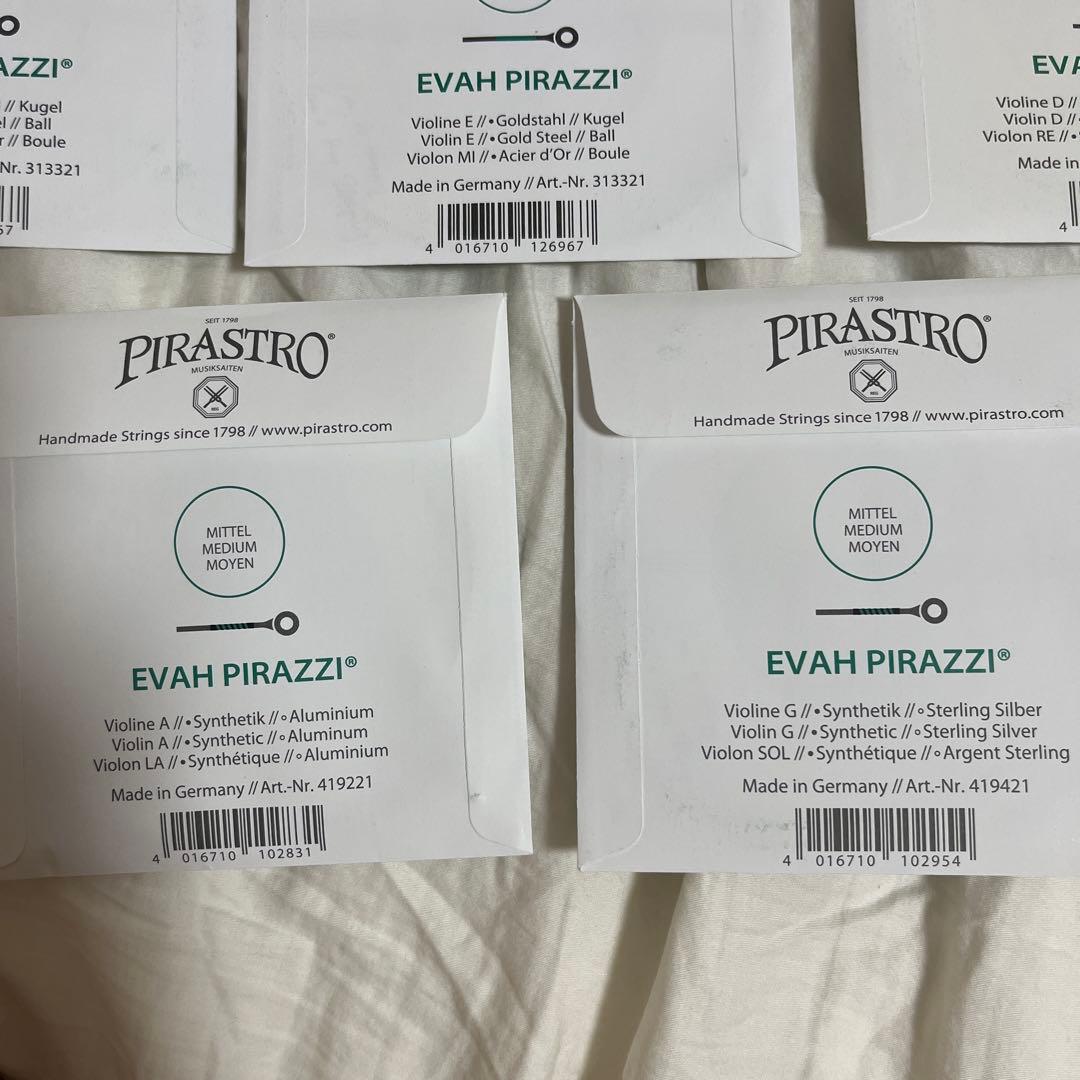 AZZI®
// Kugel
// Ball
// Boule
Nr. 313321
57
EVAH PIRAZZI®
Violine E //•Goldstahl // Kugel
Violin E //•Gold Steel // Ball
Violon MI //•Acier d'Or // Boule
Made in Germany // Art.-Nr. 313321
4 016710 126967
EVA
Violine D //
Violin D //•
Violon RE //•
Made in
4
SEIT 1798
PIRASTRO®
MUSIKSAITEN
Handmade Strings since 1798 // www.pirastro.com
MITTEL
MEDIUM
MOYEN
EVAH PIRAZZI®
Violine A //•Synthetik //∘Aluminium
Violin A //•Synthetic //∘Aluminum
Violon LA //•Synthétique //∘Aluminium
Made in Germany // Art.-Nr. 419221
4 016710 102831
SEIT 1798
PIRASTRO®
MUSIKSAITEN
Handmade Strings since 1798 // www.pirastro.com
MITTEL
MEDIUM
MOYEN
EVAH PIRAZZI®
Violine G //•Synthetik //∘Sterling Silber
Violin G //•Synthetic //∘Sterling Silver
Violon SOL //•Synthétique //∘Argent Sterling
Made in Germany // Art.-Nr. 419421
4 016710 102954